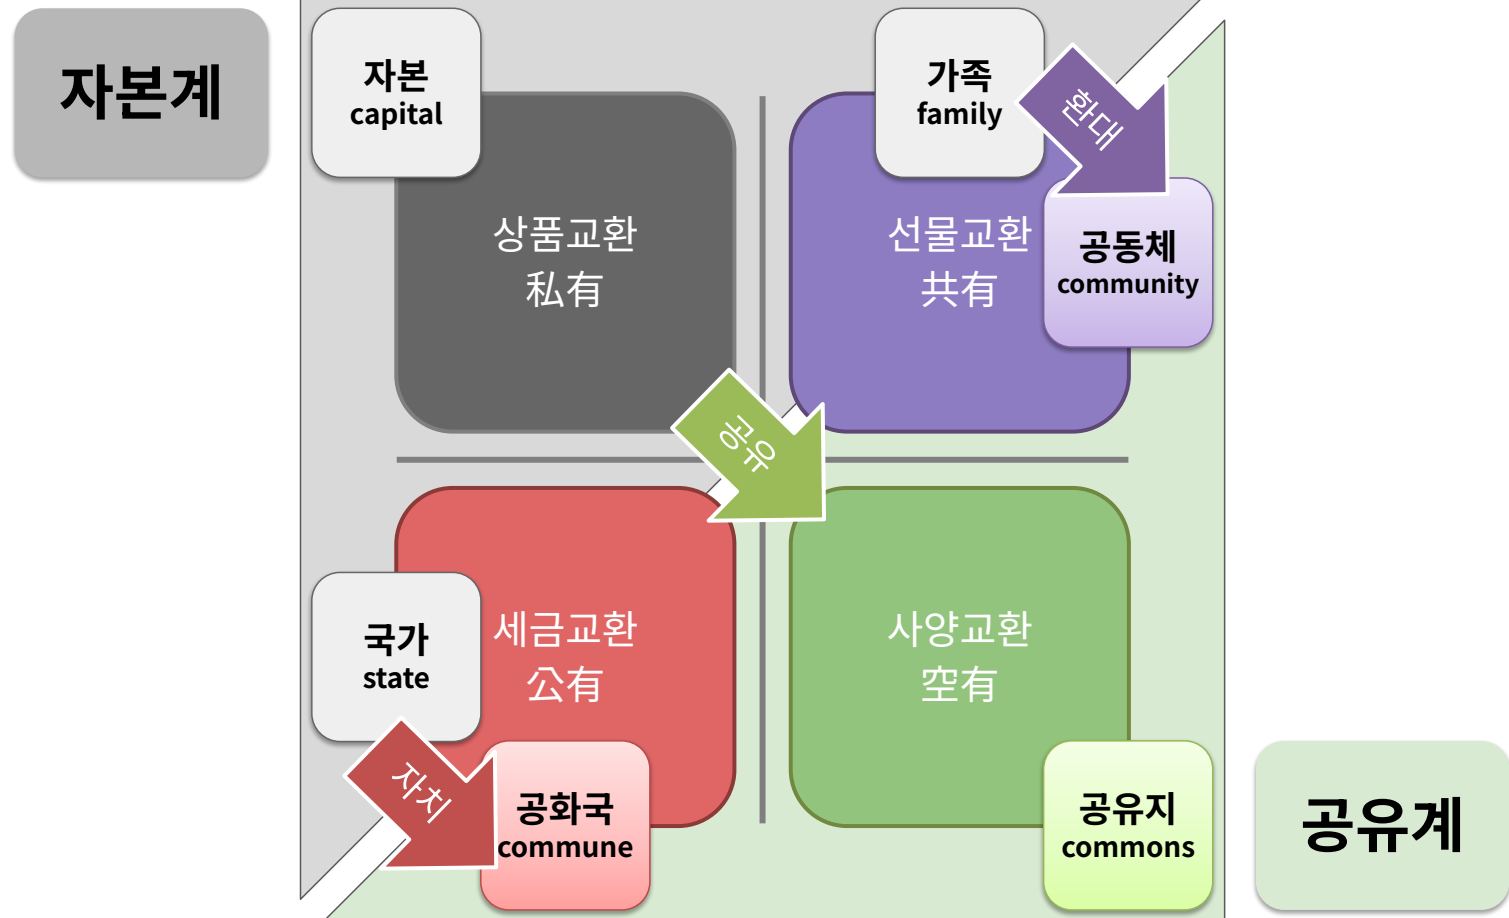 자본계
자본
capital
가족
family
환대
상품교환
私有
선물교환
共有
공동체
community
공유
국가
state
세금교환
公有
사양교환
空有
자치
공화국
commune
공유지
commons
공유계